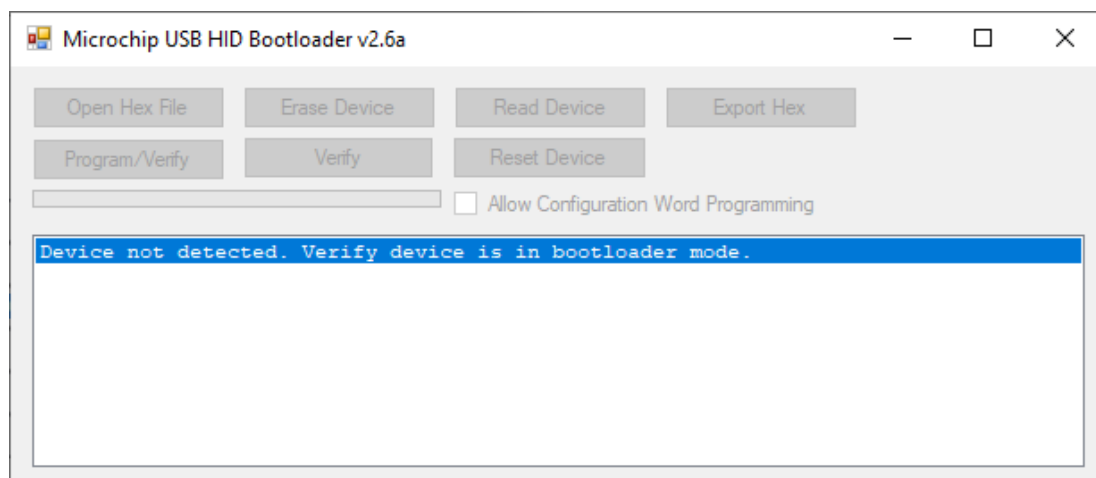 Microchip USB HID Bootloader v2.6a
Open Hex File Erase Device Read Device Export Hex
Program/Verify Verify Reset Device
Allow Configuration Word Programming
Device not detected. Verify device is in bootloader mode.